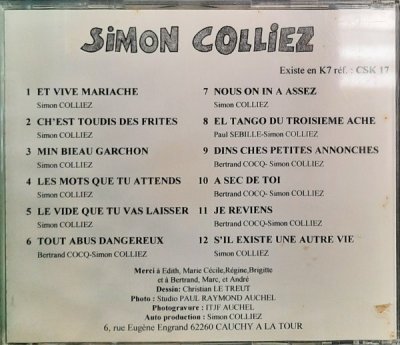 SIMON COLLIEZ
Existe en K7 réf. : CSK 17
1 ET VIVE MARIACHE
Simon COLLIEZ
2 CH'EST TOUDIS DES FRITES
Simon COLLIEZ
3 MIN BIEAU GARCHON
Simon COLLIEZ
4 LES MOTS QUE TU ATTENDS
Simon COLLIEZ
5 LE VIDE QUE TU VAS LAISSER
Simon COLLIEZ
6 TOUT ABUS DANGEREUX
Bertrand COCQ-Simon COLLIEZ
7 NOUS ON IN A ASSEZ
Simon COLLIEZ
8 EL TANGO DU TROISIEME ACHE
Paul SEBILLE-Simon COLLIEZ
9 DINS CHES PETITES ANNONCHES
Bertrand COCQ- Simon COLLIEZ
10 A SEC DE TOI
Bertrand COCQ- Simon COLLIEZ
11 JE REVIENS
Bertrand COCQ-Simon COLLIEZ
12 S'IL EXISTE UNE AUTRE VIE
Simon COLLIEZ
Merci à Edith, Marie Cécile,Régine,Brigitte
et à Bertrand, Marc, et André
Dessin: Christian LE TREUT
Photo : Studio PAUL RAYMOND AUCHEL
Photogravure : ITJF AUCHEL
Auto production : Simon COLLIEZ
6, rue Eugène Engrand 62260 CAUCHY A LA TOUR